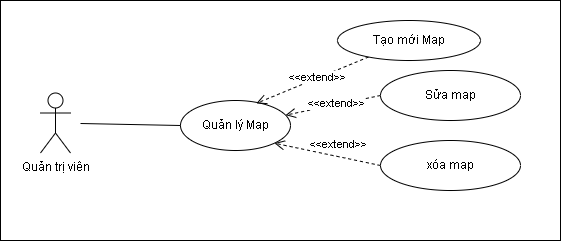 Tạo mới Map
<<extend>>
Sửa map
<<extend>>
Quản lý Map
<<extend>>
xóa map
Quản trị viên